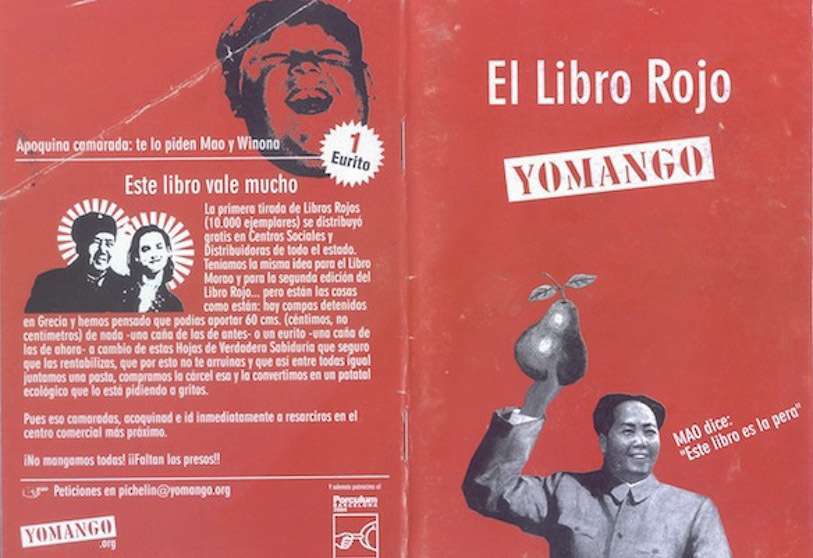 Apoquina camarada: te lo piden Mao y Winona
1
Eurito
Este libro vale mucho
La primera tirada de Libros Rojos
(10.000 ejemplares) se distribuyó
gratis en Centros Sociales y
Distribuidoras de todo el estado.
Teníamos la misma idea para el Libro
Morao y para la segunda edición del
Libro Rojo... pero están las cosas
como están: hay compas detenidos
en Grecia y hemos pensado que podías aportar 60 cms. (céntimos, no
centímetros) de nada -una caña de las de antes- o un eurito -una caña de
las de ahora- a cambio de estas Hojas de Verdadera Sabiduría que seguro
que las rentabilizas, que por esto no te arruinas y que así entre todas igual
juntamos una pasta, compramos la cárcel esa y la convertimos en un patatal
ecológico que lo está pidiendo a gritos.
Pues eso camaradas, acoquinad e id inmediatamente a resarciros en el
centro comercial más próximo.
¡No mangamos todas! ¡¡Faltan los presos!!
Peticiones en pichelin@yomango.org
YOMANGO
.org
Y además patrocina el
Porculum
BARCELONA
El Libro Rojo
YOMANGO
MAO dice:
"Este libro es la pera"